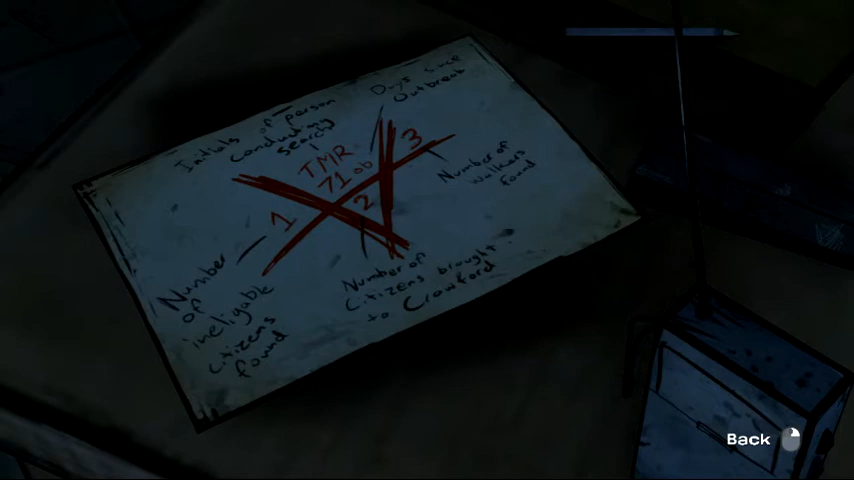 Initials of person
Conducting
search
Days since
Outbreak
TMR
71 ob
1
2
3
Number of
walkers
found
Number
of
ineligable
citizens
found
Number of
Citizens brought
to Crawford
Back